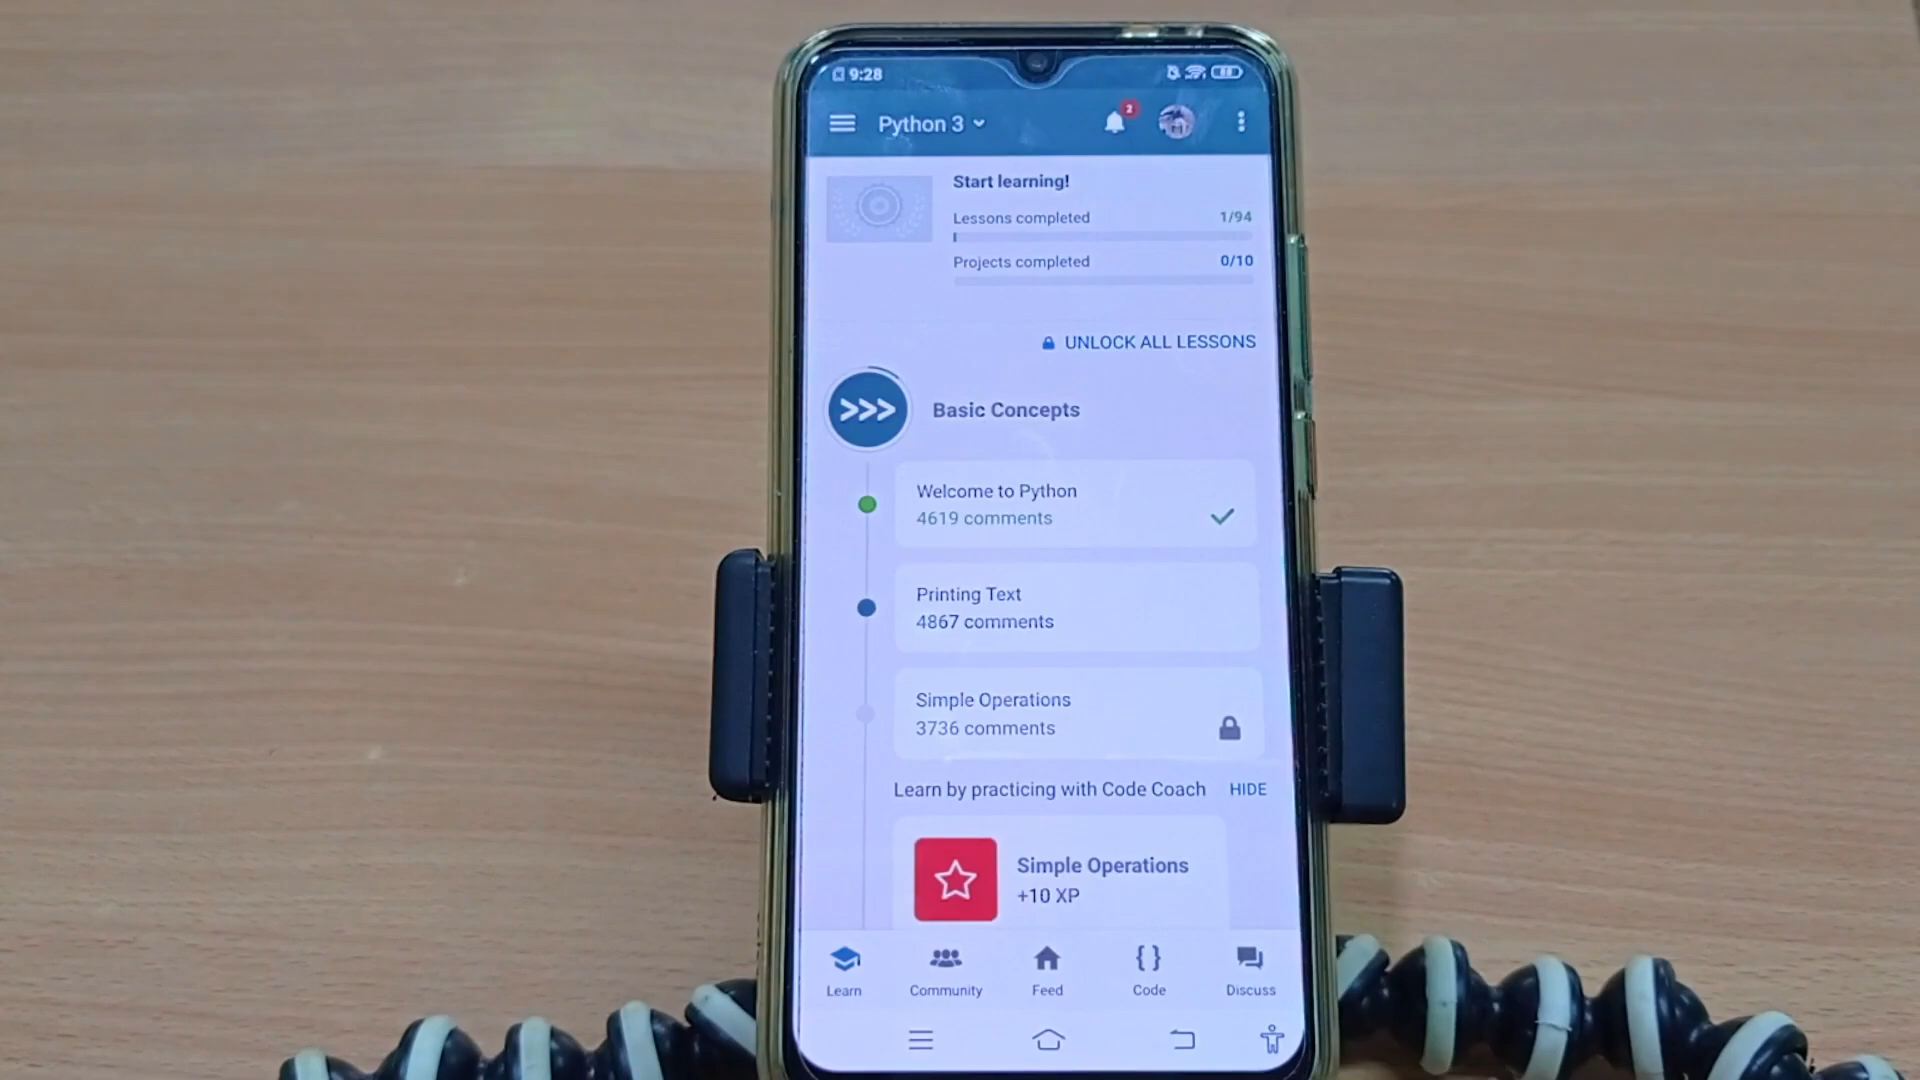 9:28
Python 3
2
Start learning!
Lessons completed 1/94
Projects completed 0/10
UNLOCK ALL LESSONS
>>>
Basic Concepts
Welcome to Python
4619 comments
Printing Text
4867 comments
Simple Operations
3736 comments
Learn by practicing with Code Coach HIDE
Simple Operations
+10 XP
{ }
Learn Community Feed Code Discuss